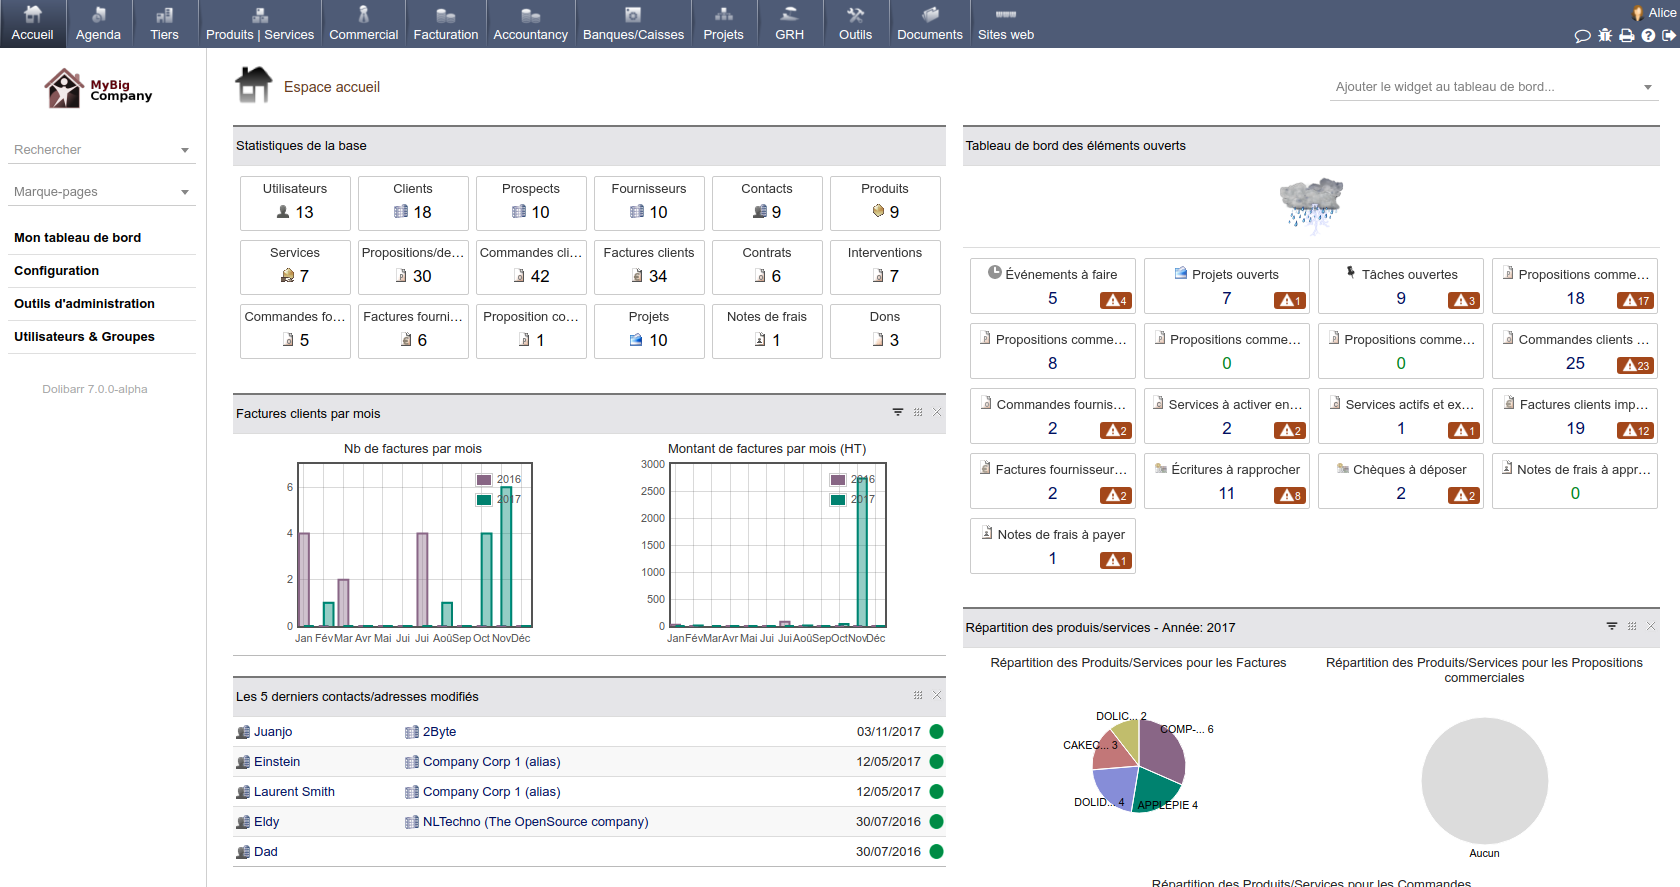 Accueil
Agenda
Tiers
Produits | Services
Commercial
Facturation
Accountancy
Banques/Caisses
Projets
GRH
Outils
Documents
Sites web
Alice
MyBig
Company
Rechercher
Marque-pages
Mon tableau de bord
Configuration
Outils d'administration
Utilisateurs & Groupes
Dolibarr 7.0.0-alpha
Espace accueil
Ajouter le widget au tableau de bord...
Statistiques de la base
Utilisateurs
13
Clients
18
Prospects
10
Fournisseurs
10
Contacts
9
Produits
9
Services
7
Propositions/de...
30
Commandes cli...
42
Factures clients
34
Contrats
6
Interventions
7
Commandes fo...
5
Factures fourni...
6
Proposition co...
1
Projets
10
Notes de frais
1
Dons
3
Factures clients par mois
Nb de factures par mois
6
4
2
0
2016
2017
Jan Fév Mar Avr Mai Jui Jui Aoû Sep Oct Nov Déc
Montant de factures par mois (HT)
3000
2500
2000
1500
1000
500
0
2016
2017
Jan Fév Mar Avr Mai Jui Jui Aoû Sep Oct Nov Déc
Les 5 derniers contacts/adresses modifiés
Juanjo 2Byte 03/11/2017
Einstein Company Corp 1 (alias) 12/05/2017
Laurent Smith Company Corp 1 (alias) 12/05/2017
Eldy NLTechno (The OpenSource company) 30/07/2016
Dad 30/07/2016
Tableau de bord des éléments ouverts
Événements à faire
5 4
Projets ouverts
7 1
Tâches ouvertes
9 3
Propositions comme...
18 17
Propositions comme...
8
Propositions comme...
0
Propositions comme...
0
Commandes clients ...
25 23
Commandes fournis...
2 2
Services à activer en...
2 2
Services actifs et ex...
1 1
Factures clients imp...
19 12
Factures fournisseur...
2 2
Écritures à rapprocher
11 8
Chèques à déposer
2 2
Notes de frais à appr...
0
Notes de frais à payer
1 1
Répartition des produis/services - Année: 2017
Répartition des Produits/Services pour les Factures
DOLIC... 2
COMP-... 6
CAKEC... 3
DOLID... 4
APPLEPIE 4
Répartition des Produits/Services pour les Propositions
commerciales
Aucun
Répartition des Produits/Services pour les Commandes